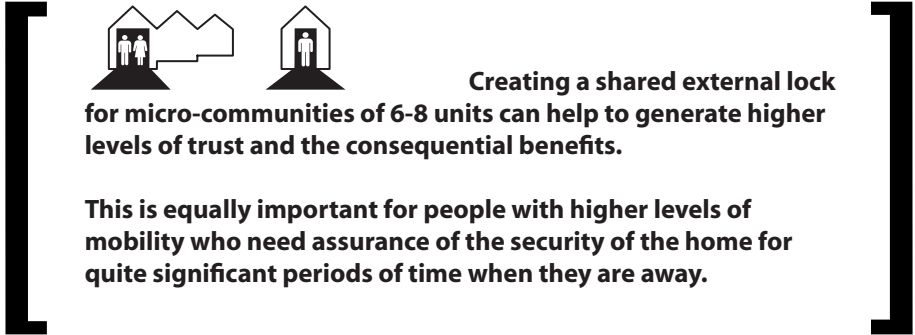 Creating a shared external lock
for micro-communities of 6-8 units can help to generate higher
levels of trust and the consequential benefits.
This is equally important for people with higher levels of
mobility who need assurance of the security of the home for
quite significant periods of time when they are away.